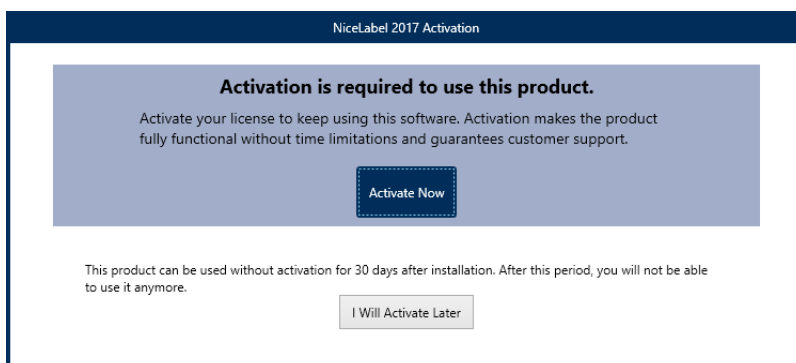 NiceLabel 2017 Activation
Activation is required to use this product.
Activate your license to keep using this software. Activation makes the product
fully functional without time limitations and guarantees customer support.
Activate Now
This product can be used without activation for 30 days after installation. After this period, you will not be able
to use it anymore.
I Will Activate Later